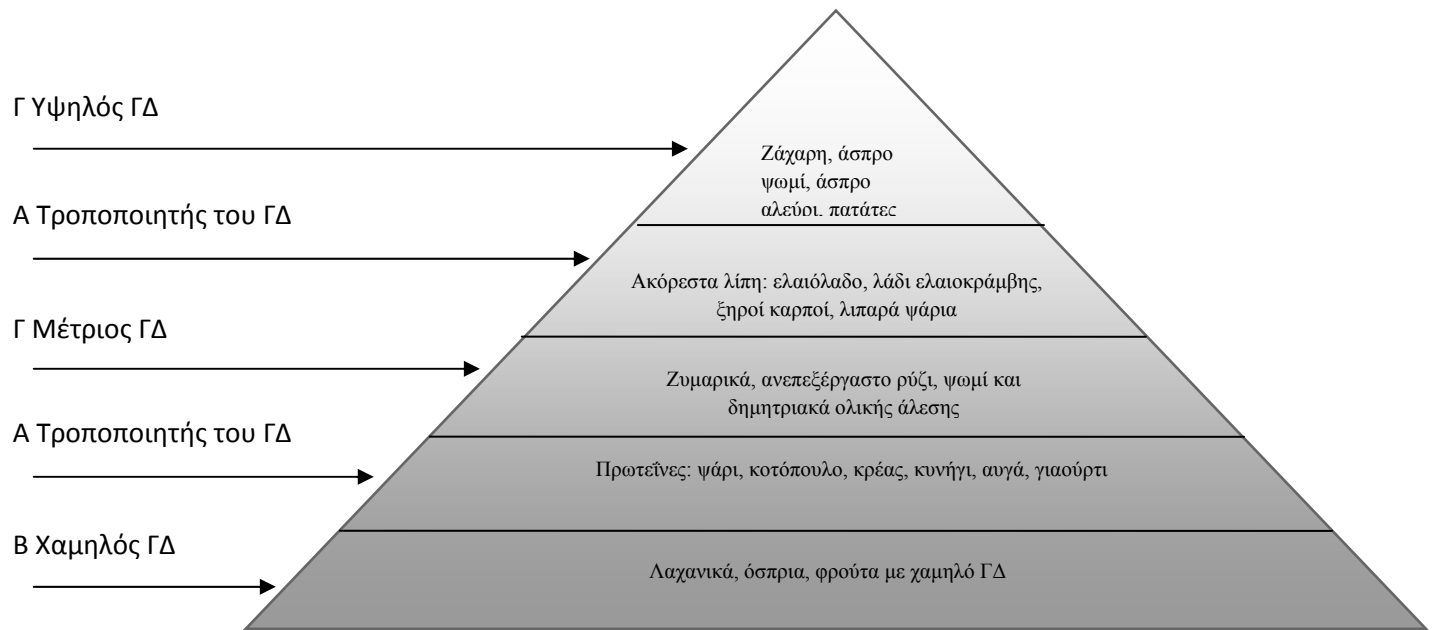 Γ Υψηλός ΓΔ
Ζάχαρη, άσπρο
ψωμί, άσπρο
αλεύρι, πατάτες
Α Τροποποιητής του ΓΔ
Ακόρεστα λίπη: ελαιόλαδο, λάδι ελαιοκράμβης,
ξηροί καρποί, λιπαρά ψάρια
Γ Μέτριος ΓΔ
Ζυμαρικά, ανεπεξέργαστο ρύζι, ψωμί και
δημητριακά ολικής άλεσης
Α Τροποποιητής του ΓΔ
Πρωτεΐνες: ψάρι, κοτόπουλο, κρέας, κυνήγι, αυγά, γιαούρτι
Β Χαμηλός ΓΔ
Λαχανικά, όσπρια, φρούτα με χαμηλό ΓΔ